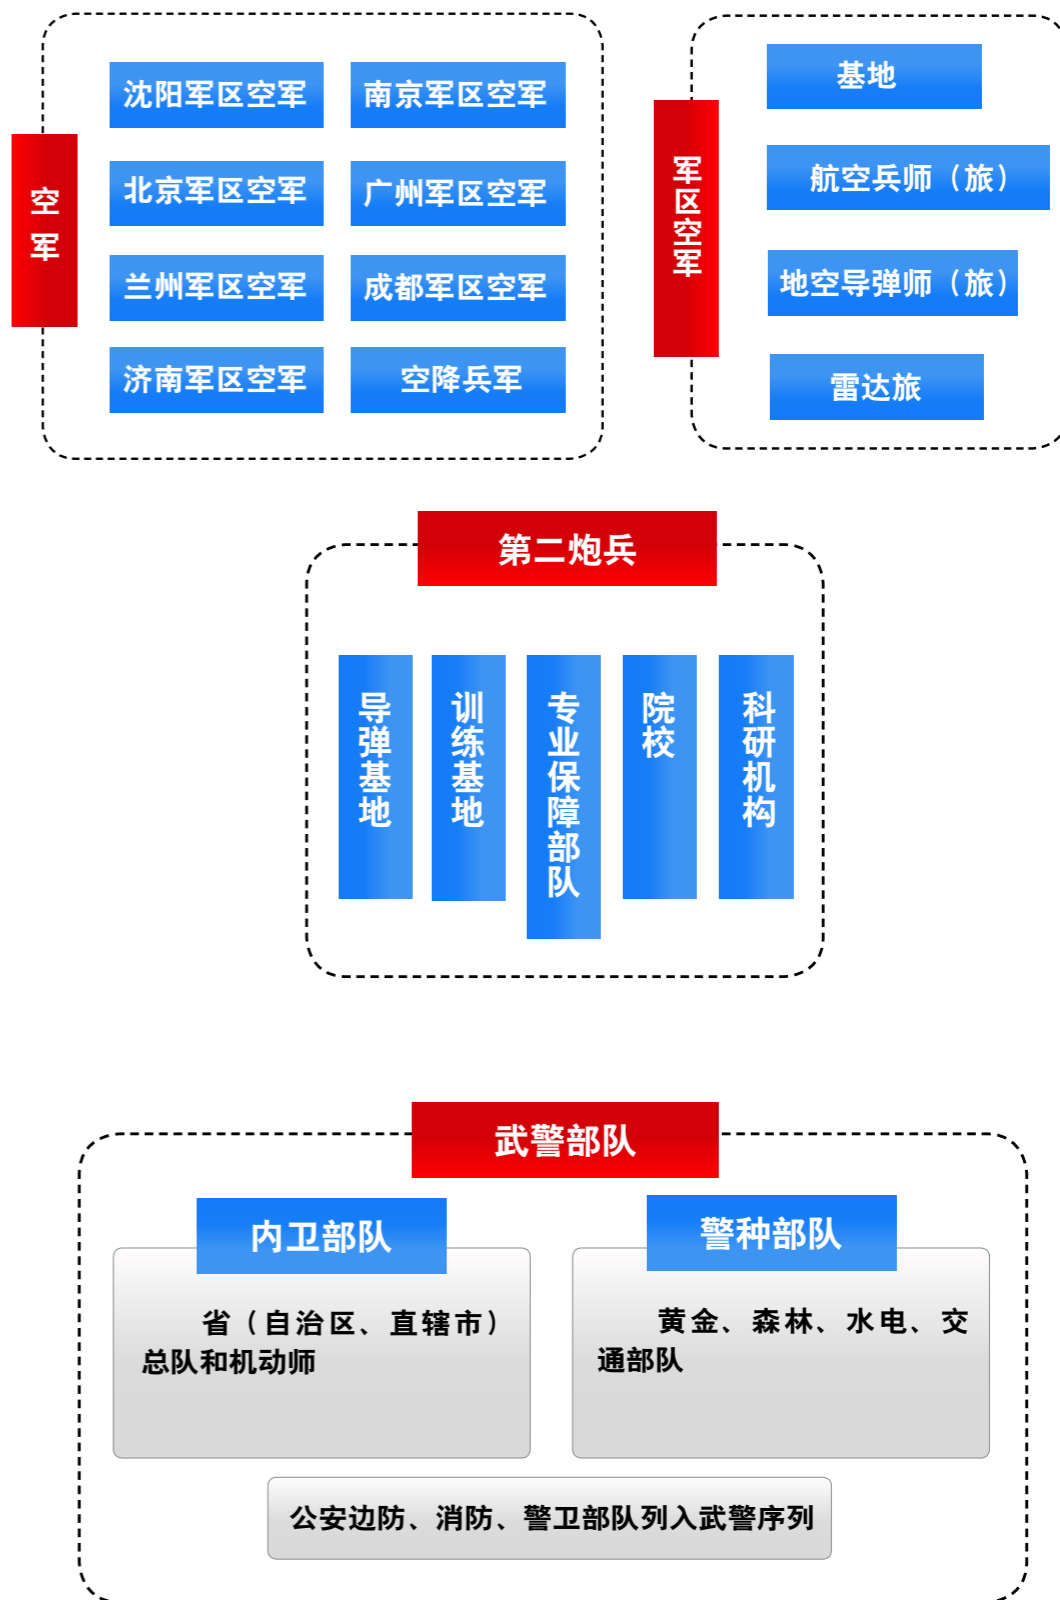 空军
沈阳军区空军
南京军区空军
北京军区空军
广州军区空军
兰州军区空军
成都军区空军
济南军区空军
空降兵军
军区空军
基地
航空兵师（旅）
地空导弹师（旅）
雷达旅
第二炮兵
导弹基地
训练基地
专业保障部队
院校
科研机构
武警部队
内卫部队
省（自治区、直辖市）
总队和机动师
警种部队
黄金、森林、水电、交
通部队
公安边防、消防、警卫部队列入武警序列